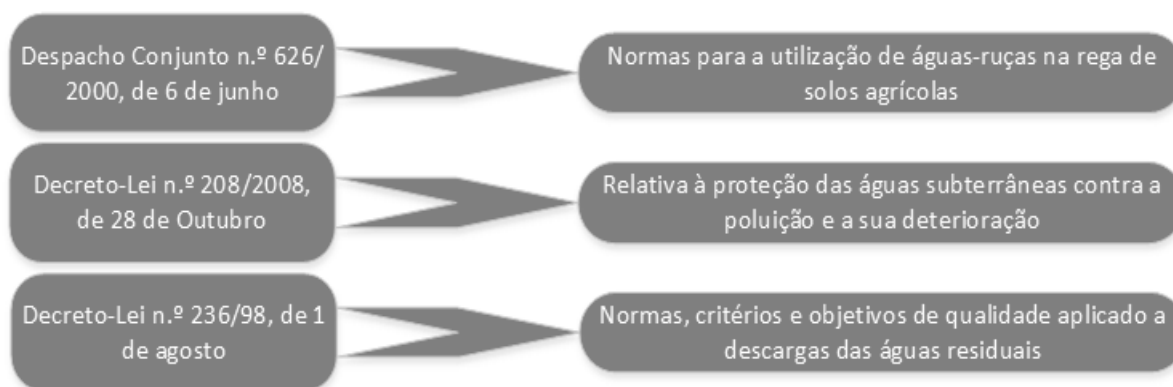 Despacho Conjunto n.º 626/
2000, de 6 de junho
Normas para a utilização de águas-ruças na rega de
solos agrícolas
Decreto-Lei n.º 208/2008,
de 28 de Outubro
Relativa à proteção das águas subterrâneas contra a
poluição e a sua deterioração
Decreto-Lei n.º 236/98, de 1
de agosto
Normas, critérios e objetivos de qualidade aplicado a
descargas das águas residuais